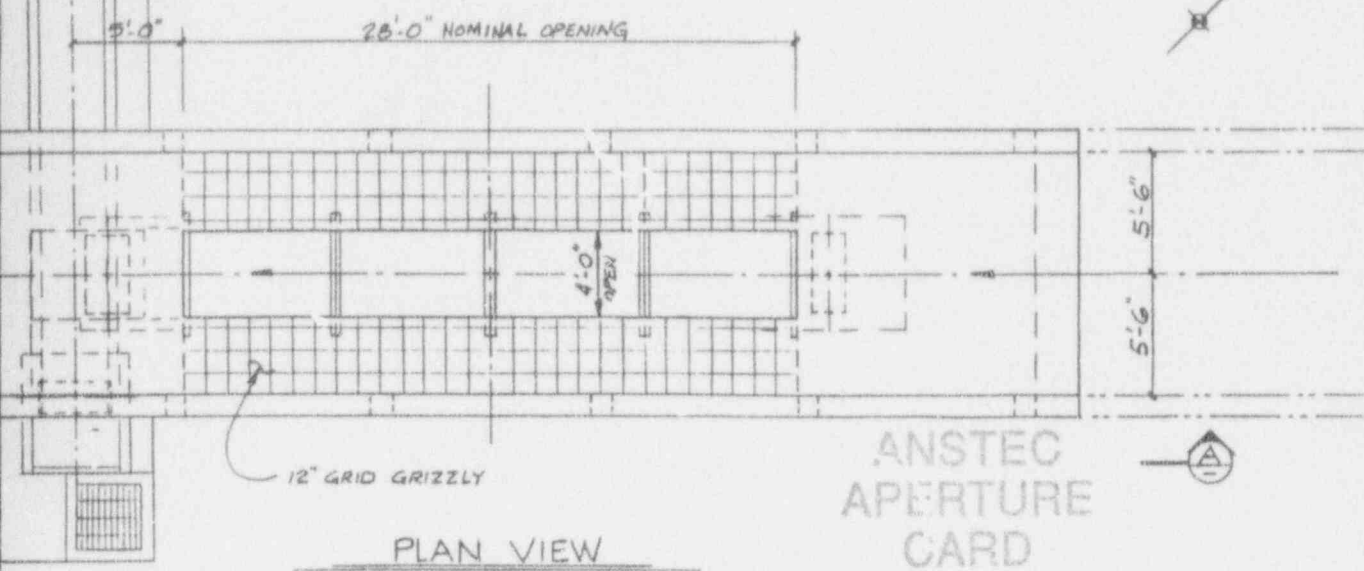 5'-0"
28'-0" NOMINAL OPENING
5'-6"
4'-0"
OPEN
5'-6"
12" GRID GRIZZLY
A
ANSTEC
APERTURE
CARD
PLAN VIEW